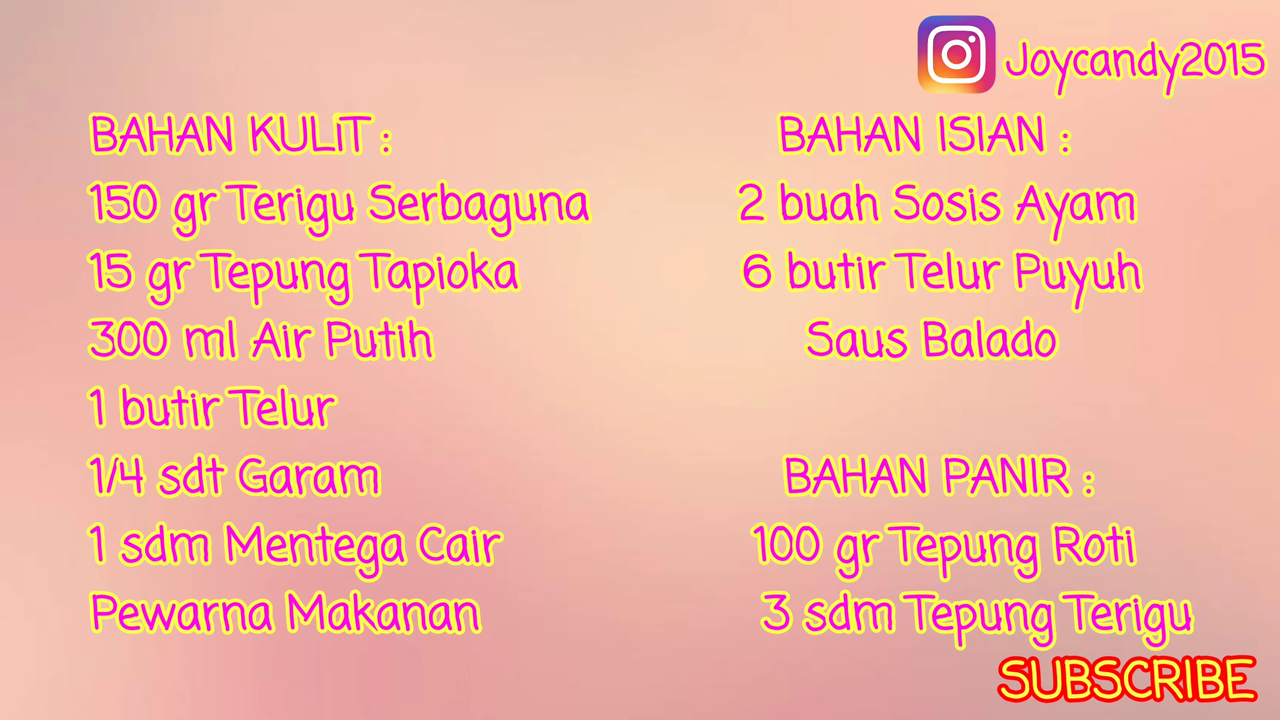 Joycandy2015
BAHAN KULIT :
150 gr Terigu Serbaguna
15 gr Tepung Tapioka
300 ml Air Putih
1 butir Telur
1/4 sdt Garam
1 sdm Mentega Cair
Pewarna Makanan
BAHAN ISIAN :
2 buah Sosis Ayam
6 butir Telur Puyuh
Saus Balado
BAHAN PANIR :
100 gr Tepung Roti
3 sdm Tepung Terigu
SUBSCRIBE